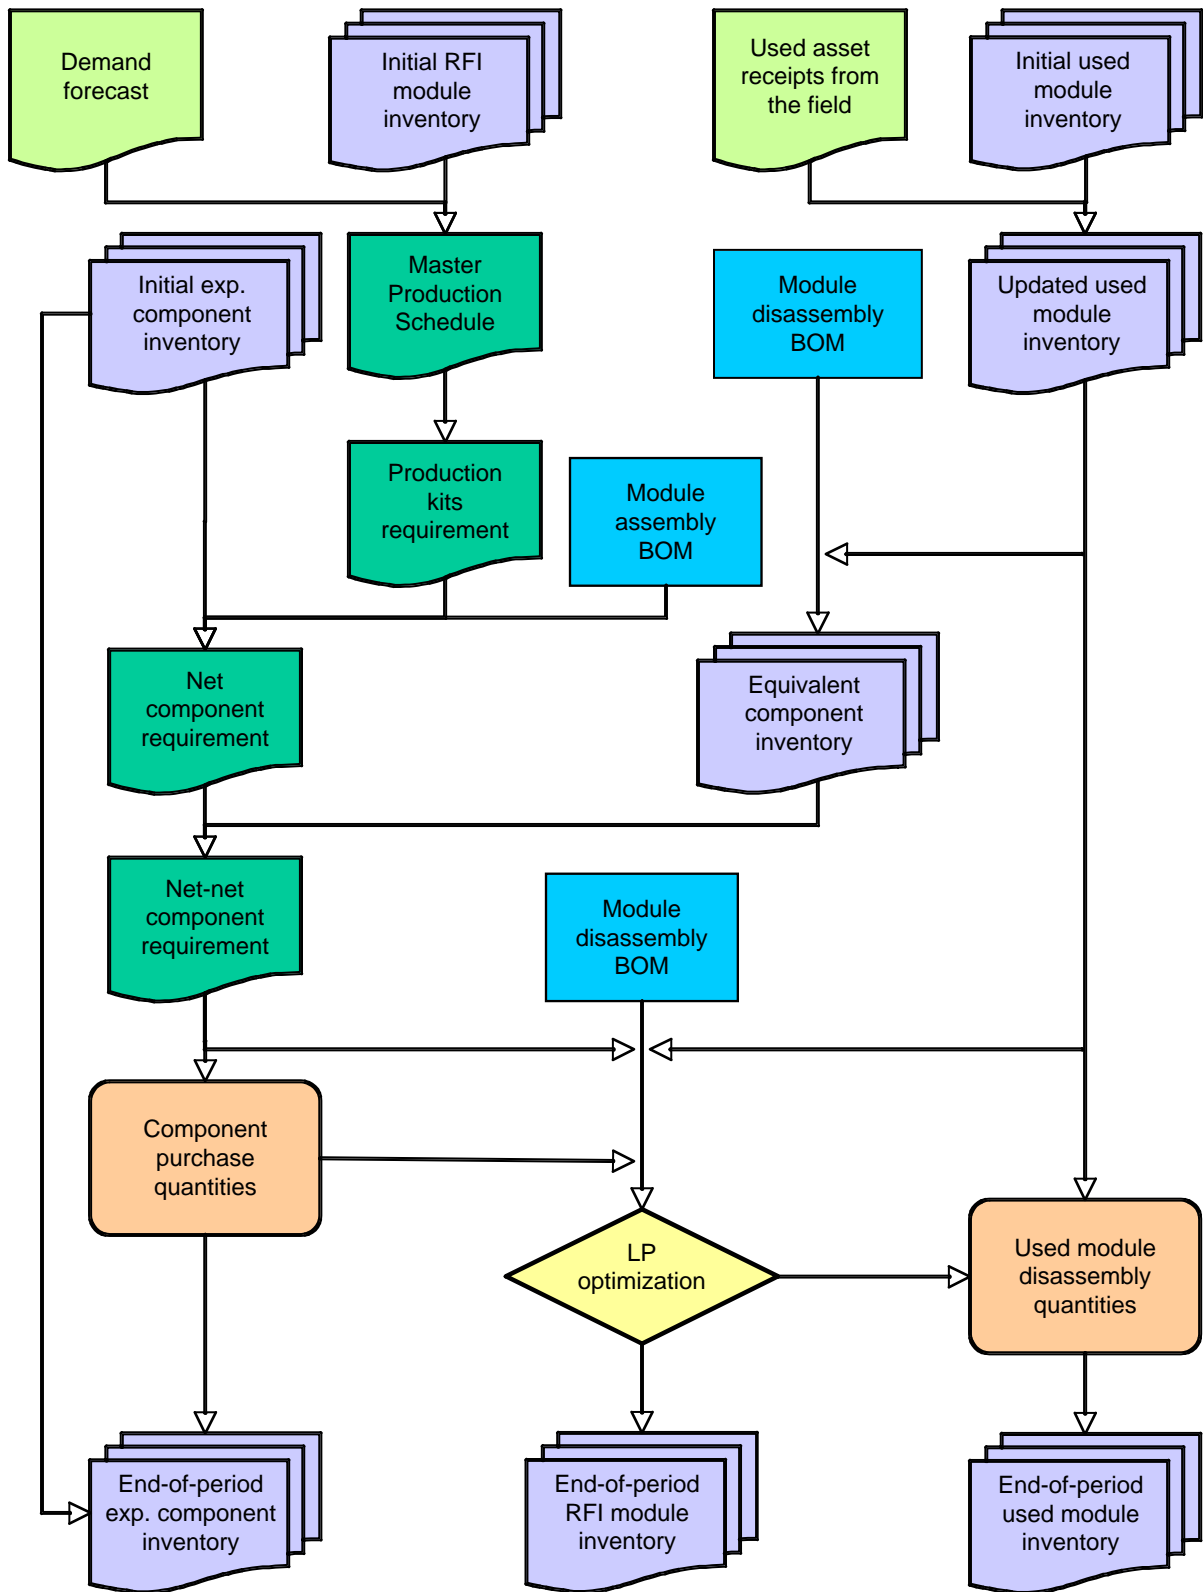 Demand
forecast
Initial RFI
module
inventory
Used asset
receipts from
the field
Initial used
module
inventory
Initial exp.
component
inventory
Master
Production
Schedule
Module
disassembly
BOM
Updated used
module
inventory
Production
kits
requirement
Module
assembly
BOM
Net
component
requirement
Equivalent
component
inventory
Net-net
component
requirement
Module
disassembly
BOM
Component
purchase
quantities
LP
optimization
Used module
disassembly
quantities
End-of-period
exp. component
inventory
End-of-period
RFI module
inventory
End-of-period
used module
inventory